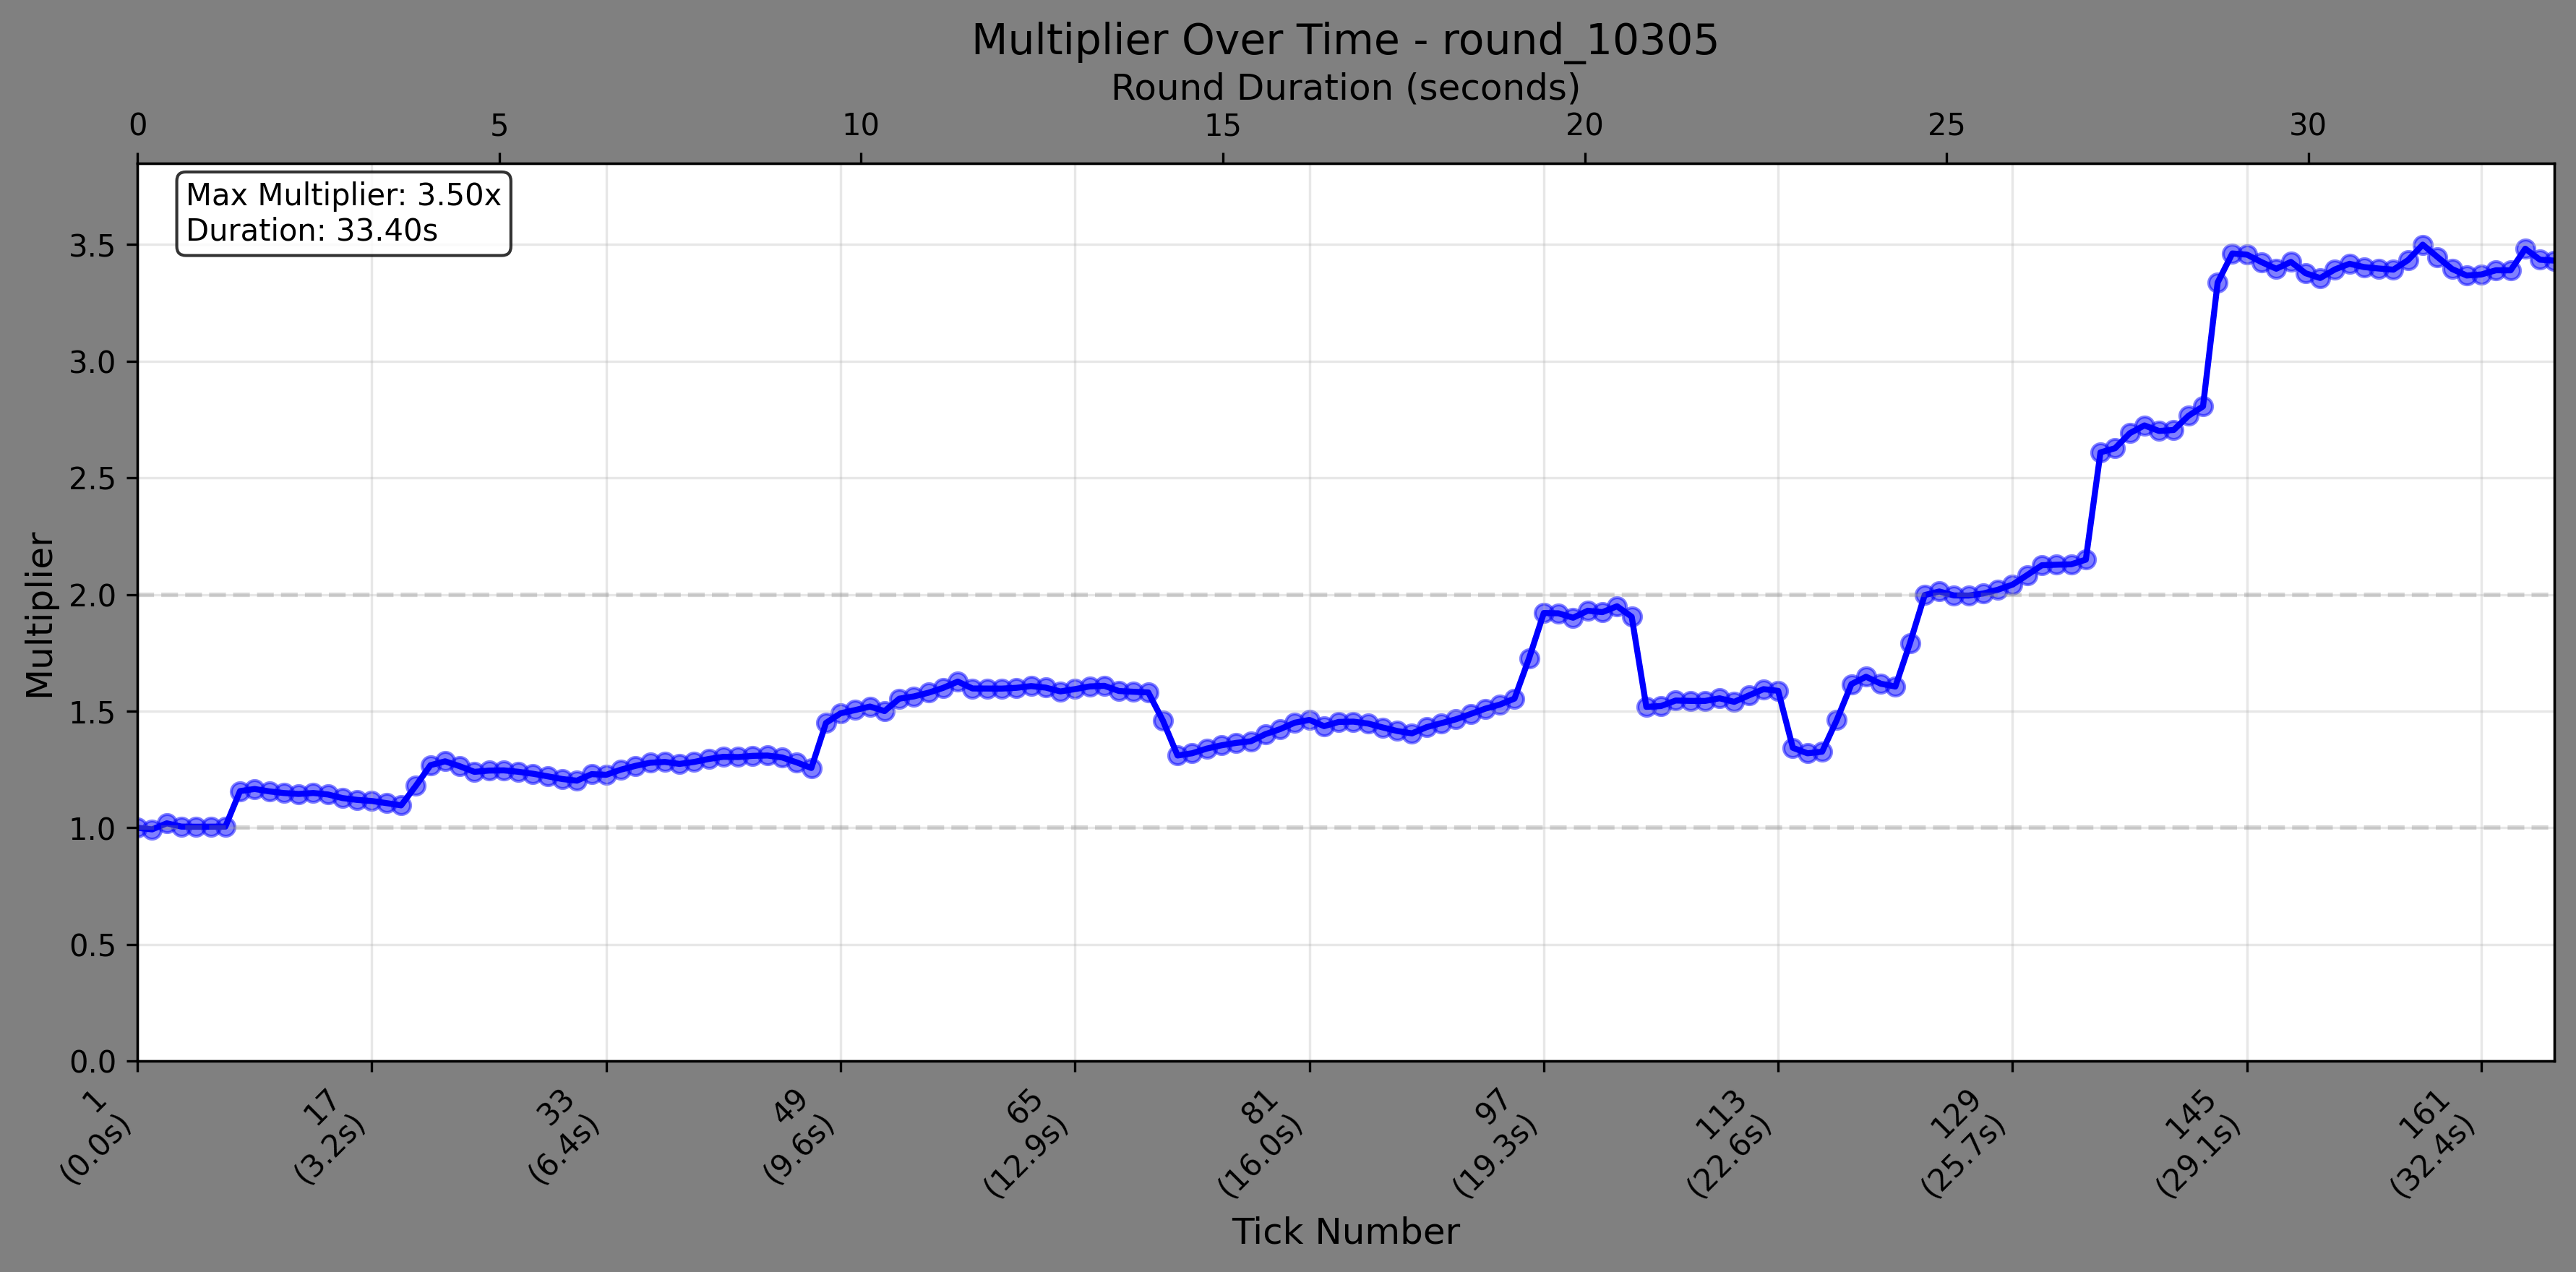 Multiplier Over Time - round_10305
Round Duration (seconds)
0 5 10 15 20 25 30
Max Multiplier: 3.50x
Duration: 33.40s
Multiplier
3.5
3.0
2.5
2.0
1.5
1.0
0.5
0.0
1
(0.0s)
17
(3.2s)
33
(6.4s)
49
(9.6s)
65
(12.9s)
81
(16.0s)
97
(19.3s)
113
(22.6s)
129
(25.7s)
145
(29.1s)
161
(32.4s)
Tick Number